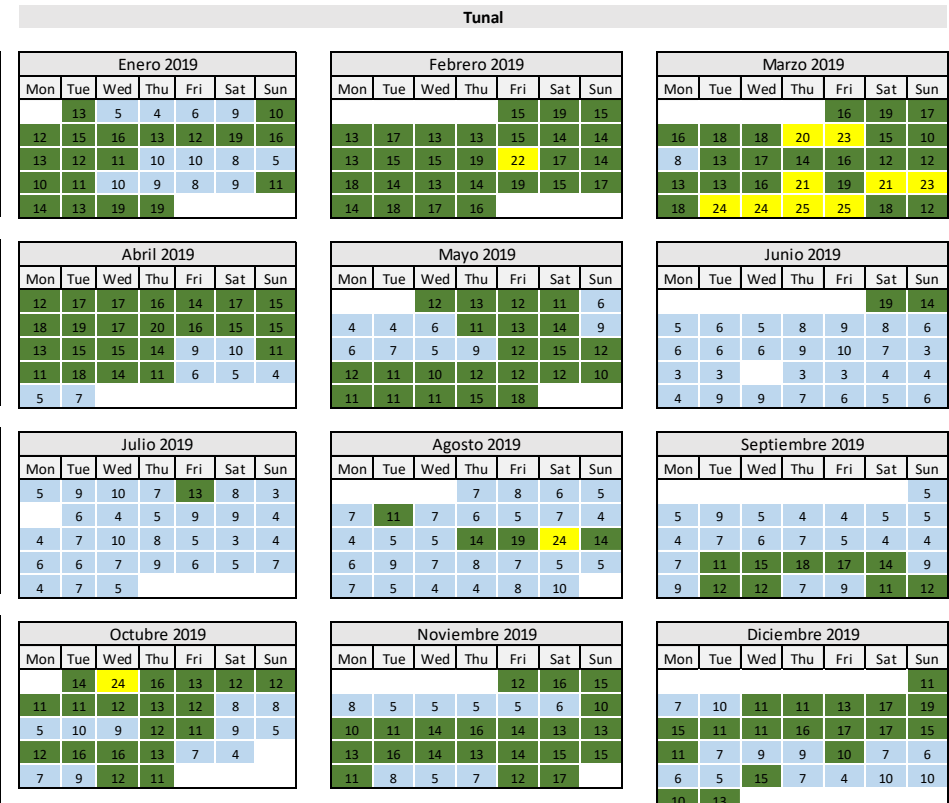 Tunal
Enero 2019 Febrero 2019 Marzo 2019
Mon Tue Wed Thu Fri Sat Sun Mon Tue Wed Thu Fri Sat Sun Mon Tue Wed Thu Fri Sat Sun
13 5 4 6 9 10 15 19 15 16 19 17
12 15 16 13 12 19 16 13 17 13 13 15 14 14 16 18 18 20 23 15 10
13 12 11 10 10 8 5 13 15 15 19 22 17 14 8 13 17 14 16 12 12
10 11 10 9 8 9 11 18 14 13 14 19 15 17 13 13 16 21 19 21 23
14 13 19 19 14 18 17 16 18 24 24 25 25 18 12
Abril 2019 Mayo 2019 Junio 2019
Mon Tue Wed Thu Fri Sat Sun Mon Tue Wed Thu Fri Sat Sun Mon Tue Wed Thu Fri Sat Sun
12 17 17 16 14 17 15 12 13 12 11 6 19 14
18 19 17 20 16 15 15 4 4 6 11 13 14 9 5 6 5 8 9 8 6
13 15 15 14 9 10 11 6 7 5 9 12 15 12 6 6 6 9 10 7 3
11 18 14 11 6 5 4 12 11 10 12 12 12 10 3 3 3 3 4 4
5 7 11 11 11 15 18 4 9 9 7 6 5 6
Julio 2019 Agosto 2019 Septiembre 2019
Mon Tue Wed Thu Fri Sat Sun Mon Tue Wed Thu Fri Sat Sun Mon Tue Wed Thu Fri Sat Sun
5 9 10 7 13 8 3 7 8 6 5 5
6 4 5 9 9 4 7 11 7 6 5 7 4 5 9 5 4 4 5 5
4 7 10 8 5 3 4 4 5 5 14 19 24 14 4 7 6 7 5 4 4
6 6 7 9 6 5 7 6 9 7 8 7 5 5 7 11 15 18 17 14 9
4 7 5 7 5 4 4 8 10 9 12 12 7 9 11 12
Octubre 2019 Noviembre 2019 Diciembre 2019
Mon Tue Wed Thu Fri Sat Sun Mon Tue Wed Thu Fri Sat Sun Mon Tue Wed Thu Fri Sat Sun
14 24 16 13 12 12 12 16 15 11
11 11 12 13 12 8 8 8 5 5 5 5 6 10 7 10 11 11 13 17 19
5 10 9 12 11 9 5 10 11 14 16 14 13 13 15 11 11 16 17 17 15
12 16 16 13 7 4 13 16 14 13 14 15 15 11 7 9 9 10 7 6
7 9 12 11 11 8 5 7 12 17 6 5 15 7 4 10 10
10 13